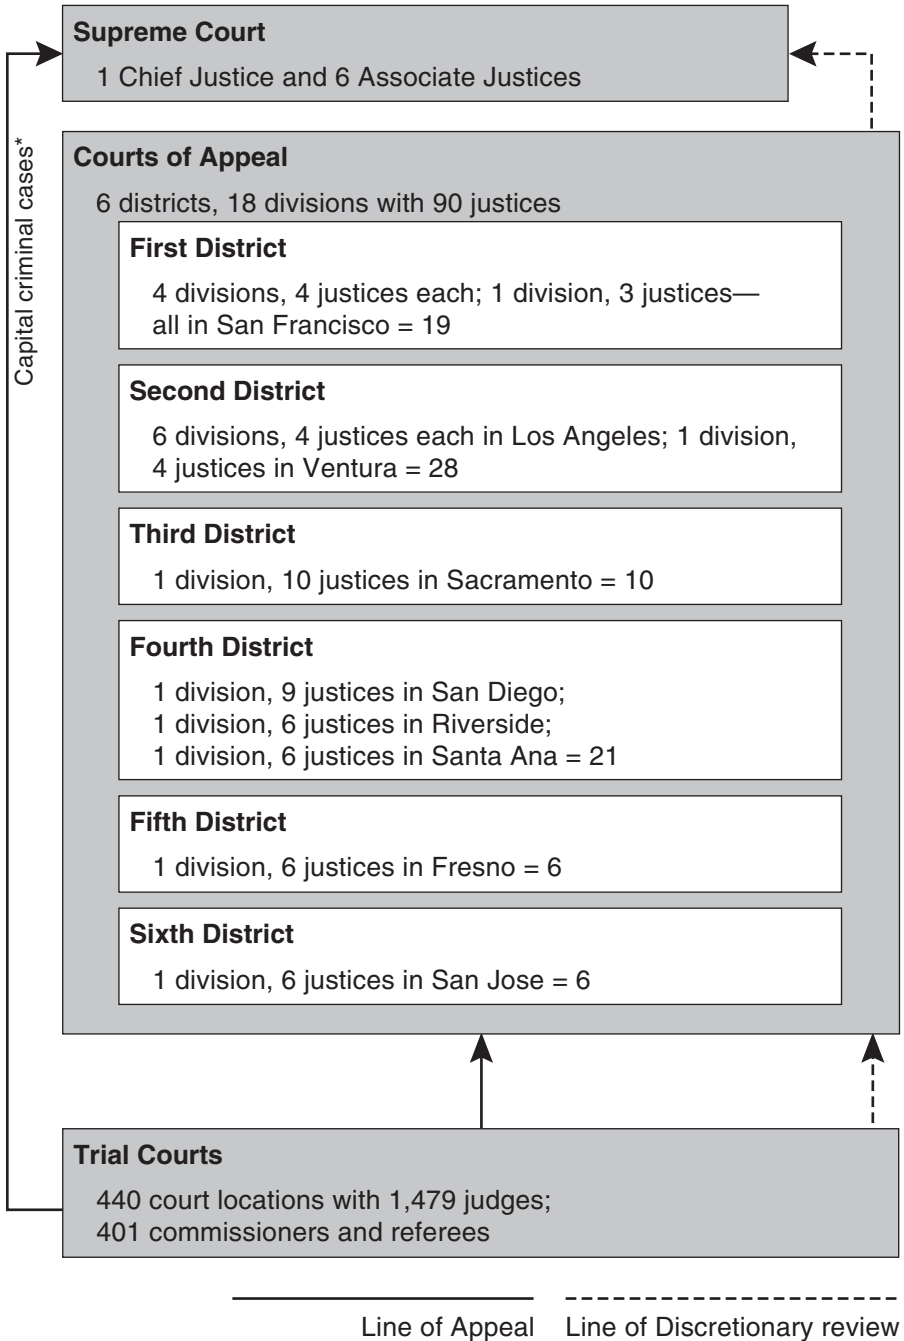 Supreme Court
1 Chief Justice and 6 Associate Justices
Capital criminal cases*
Courts of Appeal
6 districts, 18 divisions with 90 justices
First District
4 divisions, 4 justices each; 1 division, 3 justices—
all in San Francisco = 19
Second District
6 divisions, 4 justices each in Los Angeles; 1 division,
4 justices in Ventura = 28
Third District
1 division, 10 justices in Sacramento = 10
Fourth District
1 division, 9 justices in San Diego;
1 division, 6 justices in Riverside;
1 division, 6 justices in Santa Ana = 21
Fifth District
1 division, 6 justices in Fresno = 6
Sixth District
1 division, 6 justices in San Jose = 6
Trial Courts
440 court locations with 1,479 judges;
401 commissioners and referees
Line of Appeal
Line of Discretionary review